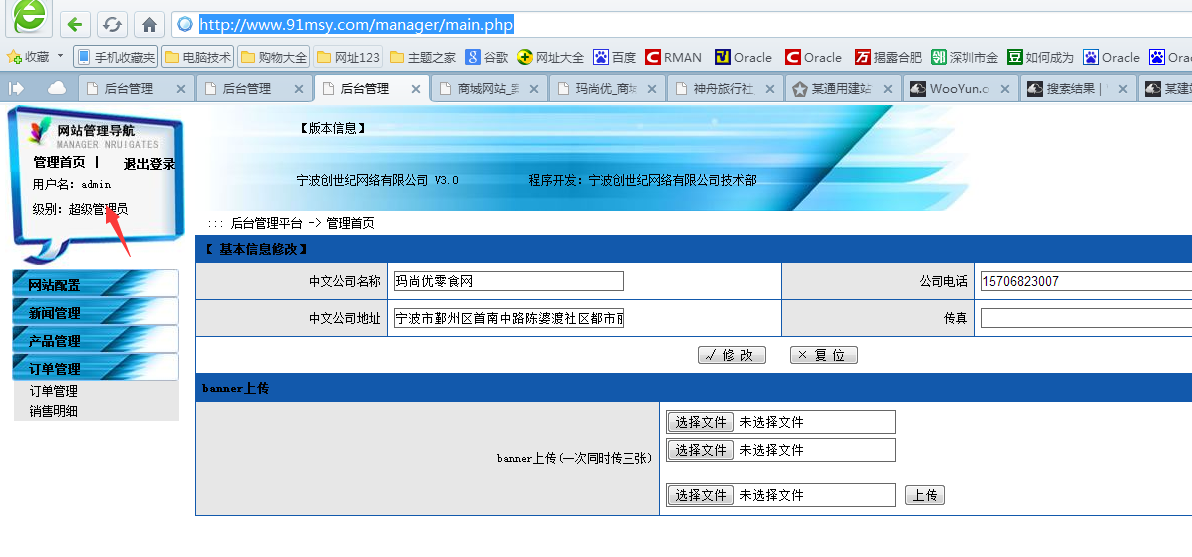 http://www.91msy.com/manager/main.php
收藏 手机收藏夹 电脑技术 购物大全 网址123 主题之家 谷歌 网址大全 百度 RMAN Oracle Oracle 揭露合肥 深圳市金 如何成为 Oracle Ora
后台管理 后台管理 后台管理 商城网站_ 玛尚优_商 神舟旅行社 某通用建站 WooYun.o 搜索结果 | 某建
网站管理导航
MANAGER NRUIGATES
管理首页 | 退出登录
用户名: admin
级别: 超级管理员
【版本信息】
宁波创世纪网络有限公司 V3.0 程序开发: 宁波创世纪网络有限公司技术部
::: 后台管理平台 -> 管理首页
网站配置
新闻管理
产品管理
订单管理
订单管理
销售明细
【 基本信息修改】
中文公司名称 玛尚优零食网 公司电话 15706823007
中文公司地址 宁波市鄞州区首南中路陈婆渡社区都市 传真
√ 修 改 × 复 位
banner上传
banner上传(一次同时传三张)
选择文件 未选择文件
选择文件 未选择文件
选择文件 未选择文件 上传